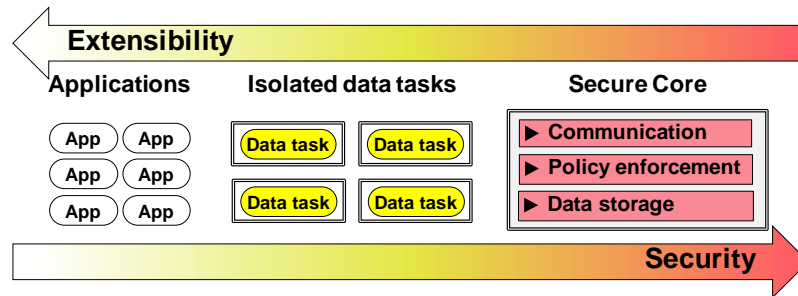 Extensibility
Applications Isolated data tasks Secure Core
App App Data task Data task ► Communication
App App ► Policy enforcement
App App Data task Data task ► Data storage
Security